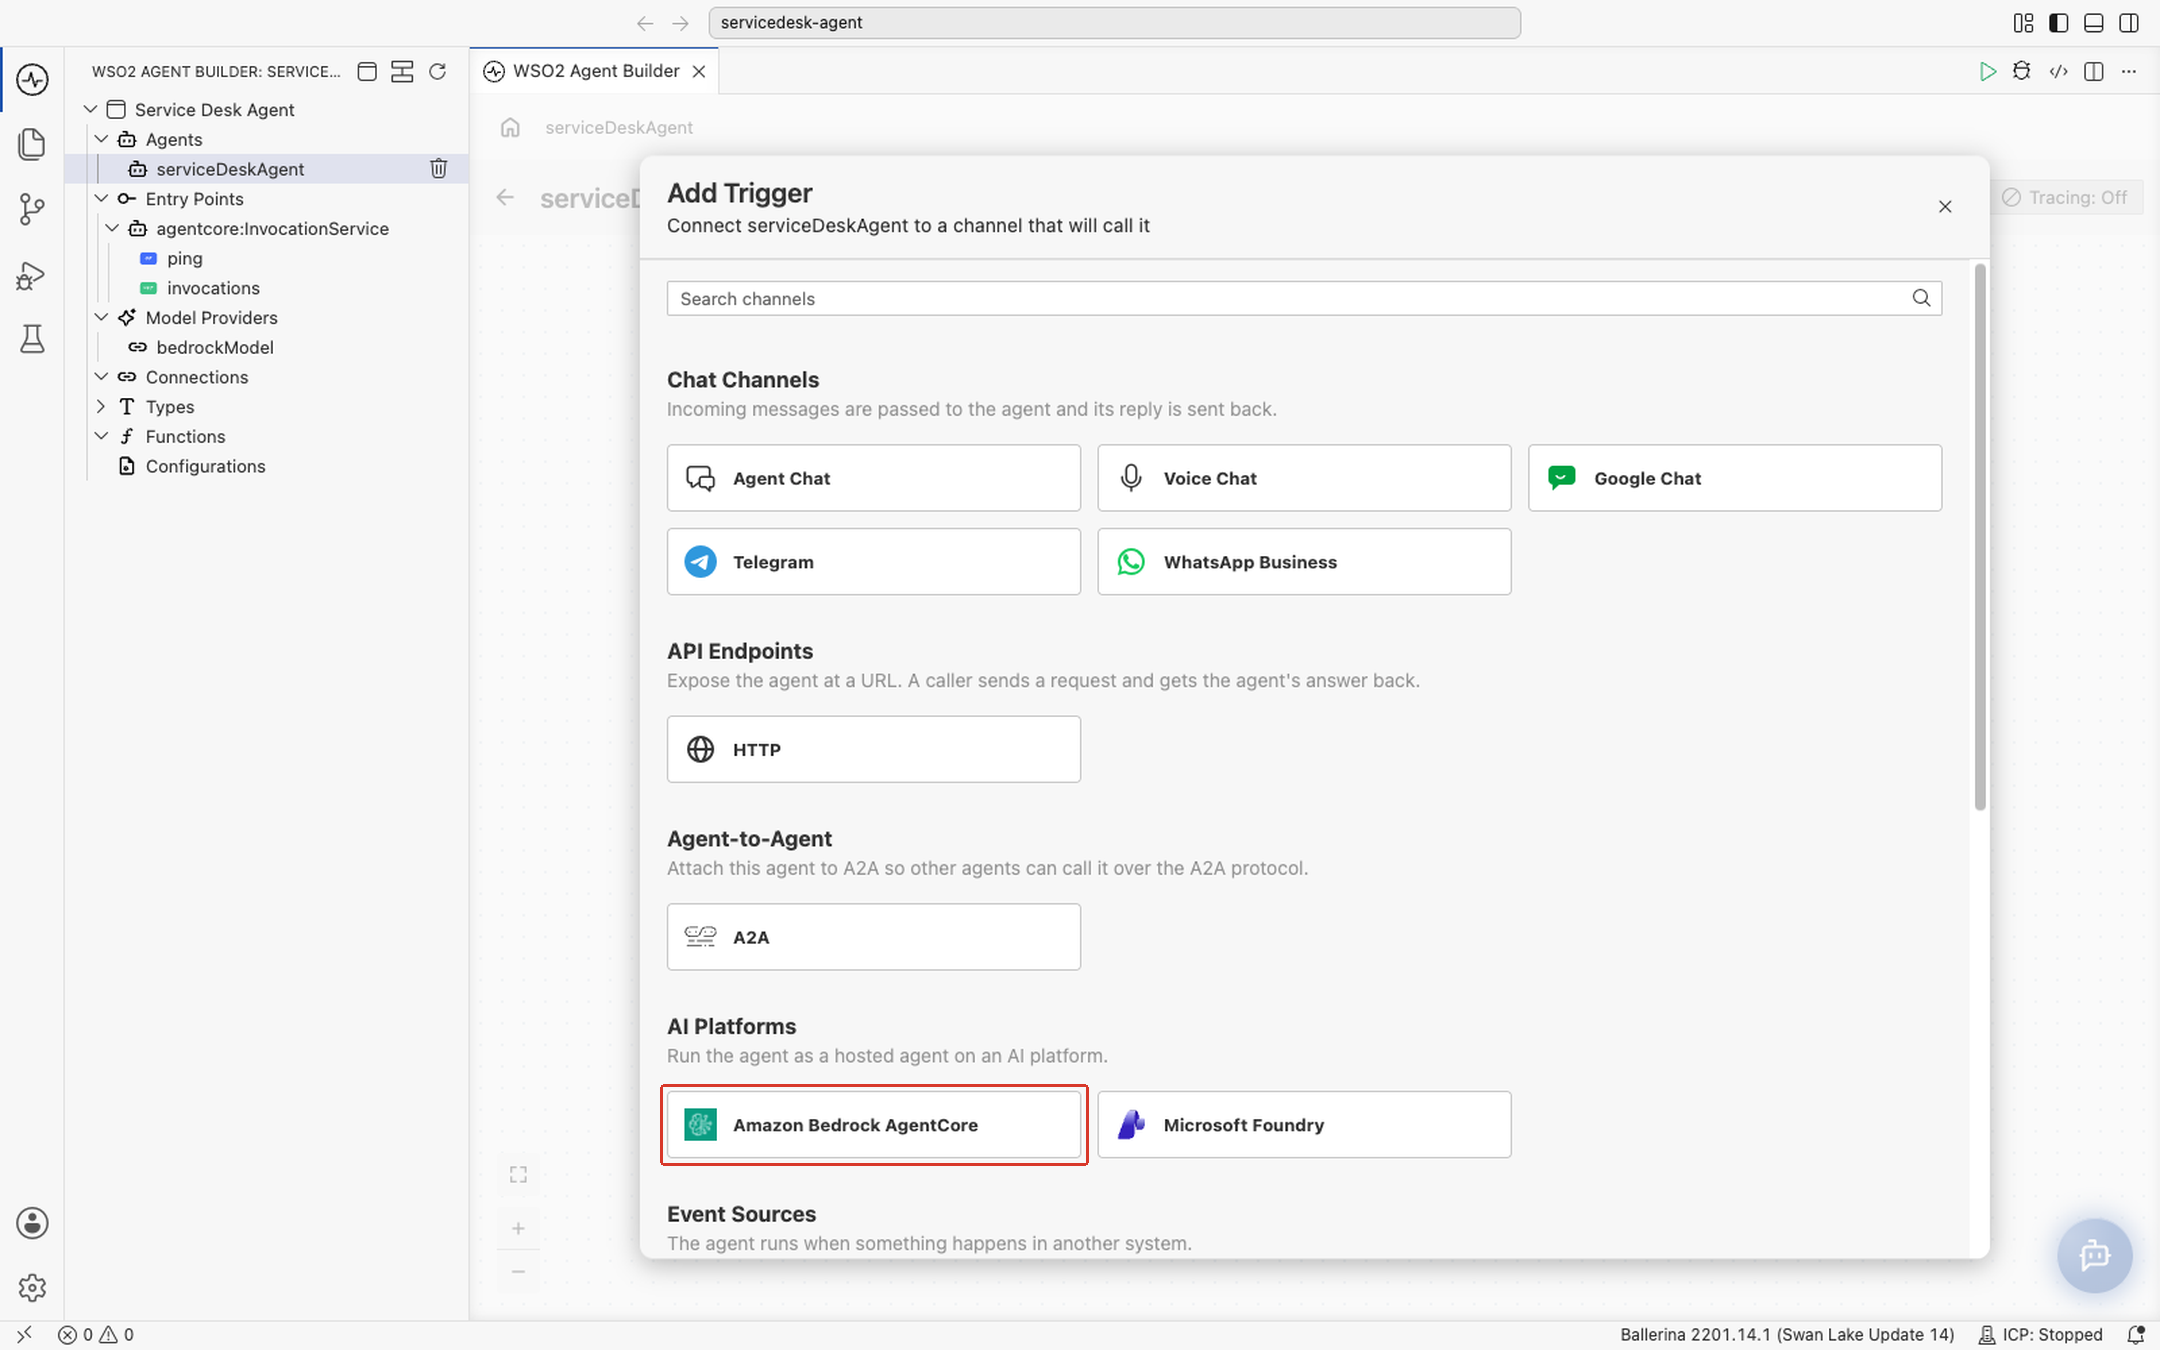 servicedesk-agent
WSO2 AGENT BUILDER: SERVICE...
WSO2 Agent Builder
Service Desk Agent
Agents
serviceDeskAgent
Entry Points
agentcore:InvocationService
ping
invocations
Model Providers
bedrockModel
Connections
Types
Functions
Configurations
serviceDeskAgent
serviceD
Tracing: Off
Add Trigger
Connect serviceDeskAgent to a channel that will call it
Search channels
Chat Channels
Incoming messages are passed to the agent and its reply is sent back.
Agent Chat
Voice Chat
Google Chat
Telegram
WhatsApp Business
API Endpoints
Expose the agent at a URL. A caller sends a request and gets the agent's answer back.
HTTP
Agent-to-Agent
Attach this agent to A2A so other agents can call it over the A2A protocol.
A2A
AI Platforms
Run the agent as a hosted agent on an AI platform.
Amazon Bedrock AgentCore
Microsoft Foundry
Event Sources
The agent runs when something happens in another system.
0 0
Ballerina 2201.14.1 (Swan Lake Update 14)
ICP: Stopped